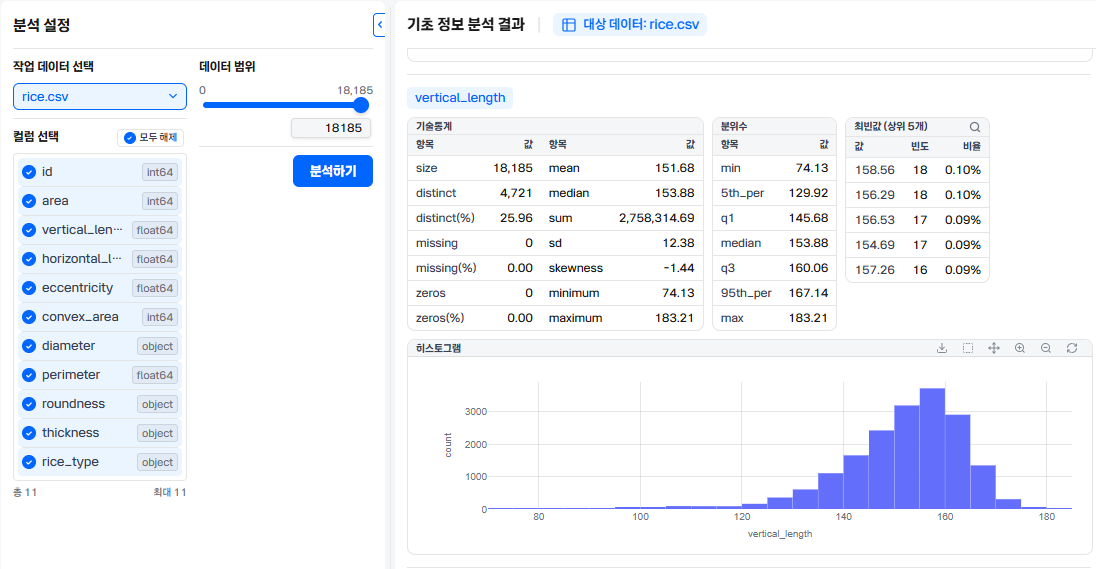 분석 설정
작업 데이터 선택
rice.csv
컬럼 선택
모두 해제
id int64
area int64
vertical_len··· float64
horizontal_l··· float64
eccentricity float64
convex_area int64
diameter object
perimeter float64
roundness object
thickness object
rice_type object
총 11 최대 11
데이터 범위
0 18,185
18185
분석하기
기초 정보 분석 결과
대상 데이터: rice.csv
vertical_length
기술통계
항목 값 항목 값
size 18,185 mean 151.68
distinct 4,721 median 153.88
distinct(%) 25.96 sum 2,758,314.69
missing 0 sd 12.38
missing(%) 0.00 skewness -1.44
zeros 0 minimum 74.13
zeros(%) 0.00 maximum 183.21
분위수
항목 값
min 74.13
5th_per 129.92
q1 145.68
median 153.88
q3 160.06
95th_per 167.14
max 183.21
최빈값 (상위 5개)
값 빈도 비율
158.56 18 0.10%
156.29 18 0.10%
156.53 17 0.09%
154.69 17 0.09%
157.26 16 0.09%
히스토그램
3000
2000
1000
0
count
80 100 120 140 160 180
vertical_length